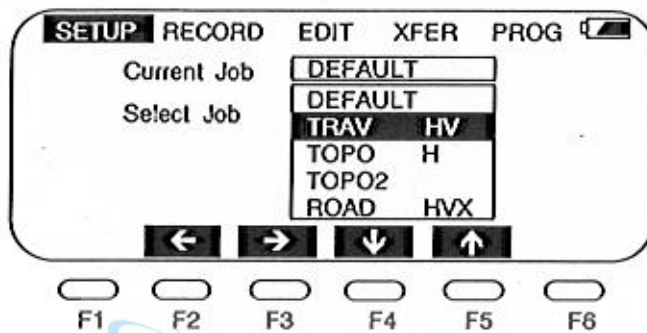 SETUP RECORD EDIT XFER PROG
Current Job DEFAULT
Select Job DEFAULT
TRAV HV
TOPO H
TOPO2
ROAD HVX
F1 F2 F3 F4 F5 F6